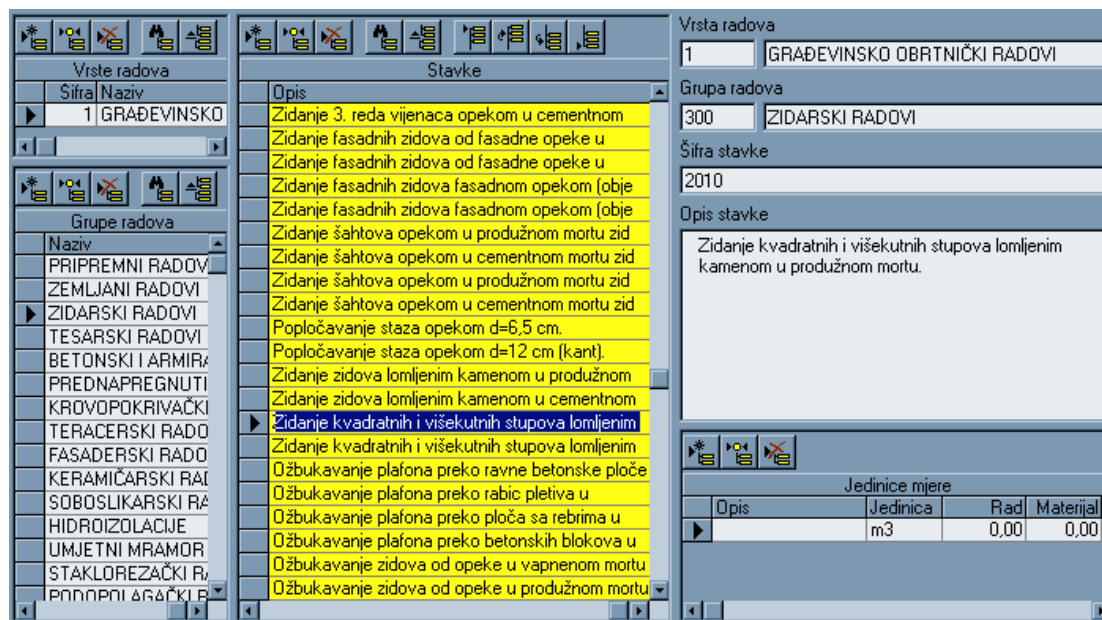 Vrste radova
Šifra Naziv
1 GRAĐEVINSKO
Grupe radova
Naziv
PRIPREMNI RADOV
ZEMLJANI RADOVI
ZIDARSKI RADOVI
TESARSKI RADOVI
BETONSKI I ARMIRA
PREDNAPREGNUTI
KROVOPOKRIVAČKI
TERACERSKI RADO
FASADERSKI RADO
KERAMIČARSKI RAD
SOBOSLIKARSKI RA
HIDROIZOLACIJE
UMJETNI MRAMOR
STAKLOREZAČKI RA
PODOPOLAGAČKI R
Stavke
Opis
Zidanje 3. reda vijenaca opekom u cementnom
Zidanje fasadnih zidova od fasadne opeke u
Zidanje fasadnih zidova od fasadne opeke u
Zidanje fasadnih zidova fasadnom opekom (obje
Zidanje fasadnih zidova fasadnom opekom (obje
Zidanje šahtova opekom u produžnom mortu zid
Zidanje šahtova opekom u cementnom mortu zid
Zidanje šahtova opekom u produžnom mortu zid
Zidanje šahtova opekom u cementnom mortu zid
Popločavanje staza opekom d=6,5 cm.
Popločavanje staza opekom d=12 cm (kant).
Zidanje zidova lomljenim kamenom u produžnom
Zidanje zidova lomljenim kamenom u cementnom
Zidanje kvadratnih i višekutnih stupova lomljenim
Zidanje kvadratnih i višekutnih stupova lomljenim
Ožbukavanje plafona preko ravne betonske ploče
Ožbukavanje plafona preko rabic pletiva u
Ožbukavanje plafona preko ploča sa rebrima u
Ožbukavanje plafona preko betonskih blokova u
Ožbukavanje zidova od opeke u vapnenom mortu
Ožbukavanje zidova od opeke u produžnom mortu
Vrsta radova
1 GRAĐEVINSKO OBRTNIČKI RADOVI
Grupa radova
300 ZIDARSKI RADOVI
Šifra stavke
2010
Opis stavke
Zidanje kvadratnih i višekutnih stupova lomljenim
kamenom u produžnom mortu.
Jedinice mjere
Opis Jedinica Rad Materijal
m3 0,00 0,00